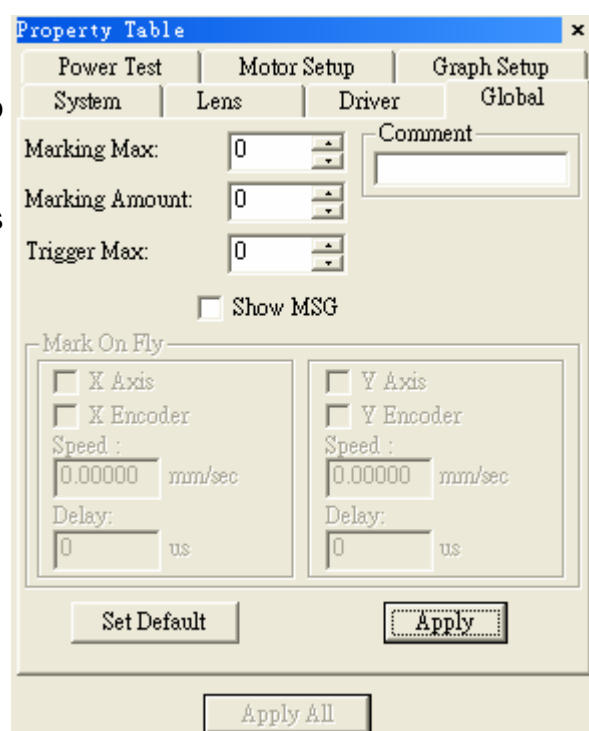 Property Table ×
Power Test Motor Setup Graph Setup
System Lens Driver Global
Marking Max: 0
Comment
Marking Amount: 0
Trigger Max: 0
Show MSG
Mark On Fly
X Axis Y Axis
X Encoder Y Encoder
Speed : Speed :
0.00000 mm/sec 0.00000 mm/sec
Delay: Delay:
0 us 0 us
Set Default Apply
Apply All